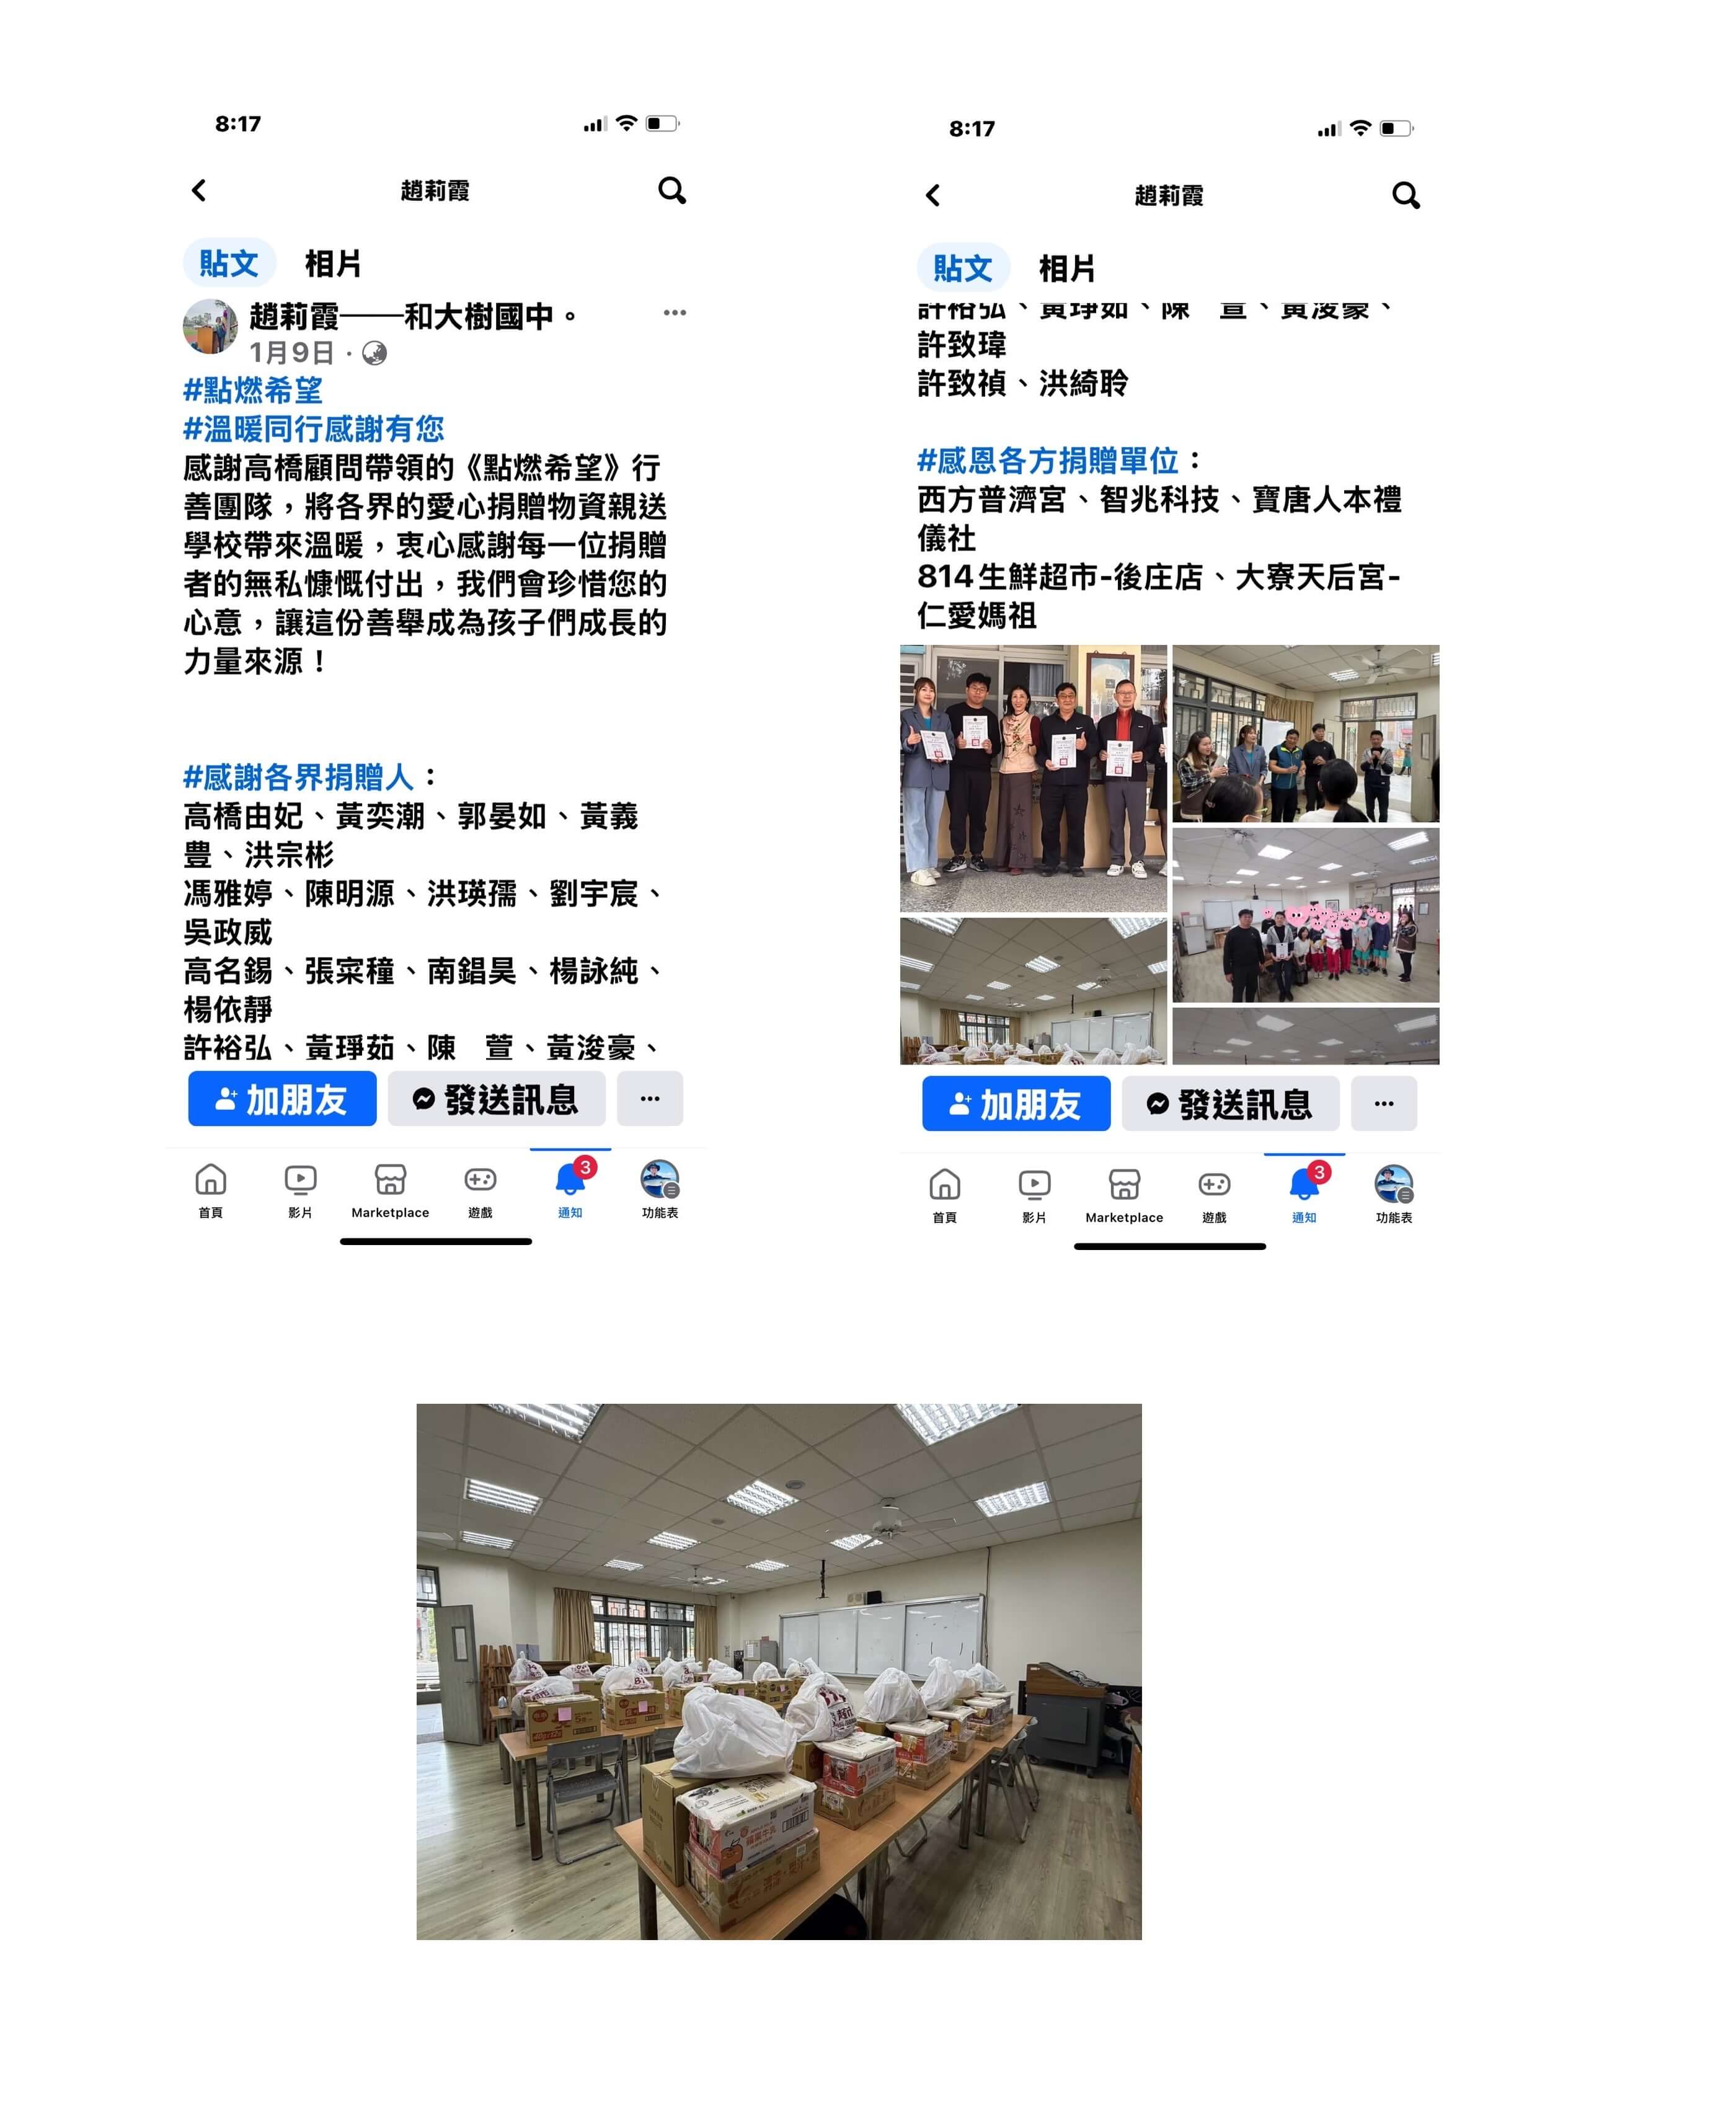 8:17
趙莉霞
貼文 相片
趙莉霞——和大樹國中。
1月9日
#點燃希望
#溫暖同行感謝有您
感謝高橋顧問帶領的《點燃希望》行
善團隊，將各界的愛心捐贈物資親送
學校帶來溫暖，衷心感謝每一位捐贈
者的無私慷慨付出，我們會珍惜您的
心意，讓這份善舉成為孩子們成長的
力量來源！
#感謝各界捐贈人：
高橋由妃、黃奕潮、郭晏如、黃義
豊、洪宗彬
馮雅婷、陳明源、洪瑛孺、劉宇宸、
吳政威
高名錫、張寀穜、南錩昊、楊詠純、
楊依靜
許裕弘、黃琤茹、陳　萱、黃浚豪、
加朋友 發送訊息
3
首頁 影片 Marketplace 遊戲 通知 功能表
8:17
趙莉霞
貼文 相片
許裕弘、黃琤茹、陳　萱、黃浚豪、
許致瑋
許致禎、洪綺聆
#感恩各方捐贈單位：
西方普濟宮、智兆科技、寶唐人本禮
儀社
814生鮮超市-後庄店、大寮天后宮-
仁愛媽祖
加朋友 發送訊息
3
首頁 影片 Marketplace 遊戲 通知 功能表